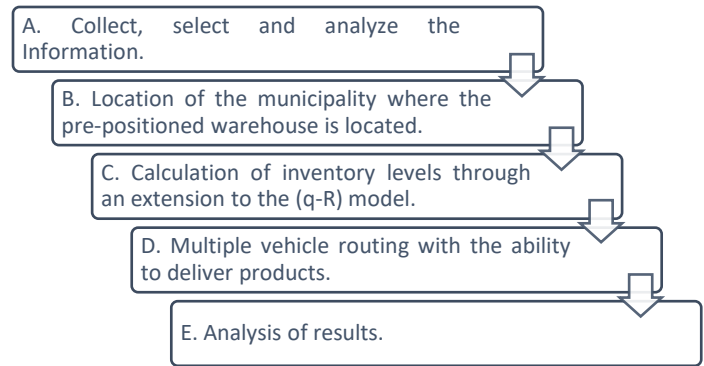 A. Collect, select and analyze the
Information.
B. Location of the municipality where the
pre-positioned warehouse is located.
C. Calculation of inventory levels through
an extension to the (q-R) model.
D. Multiple vehicle routing with the ability
to deliver products.
E. Analysis of results.